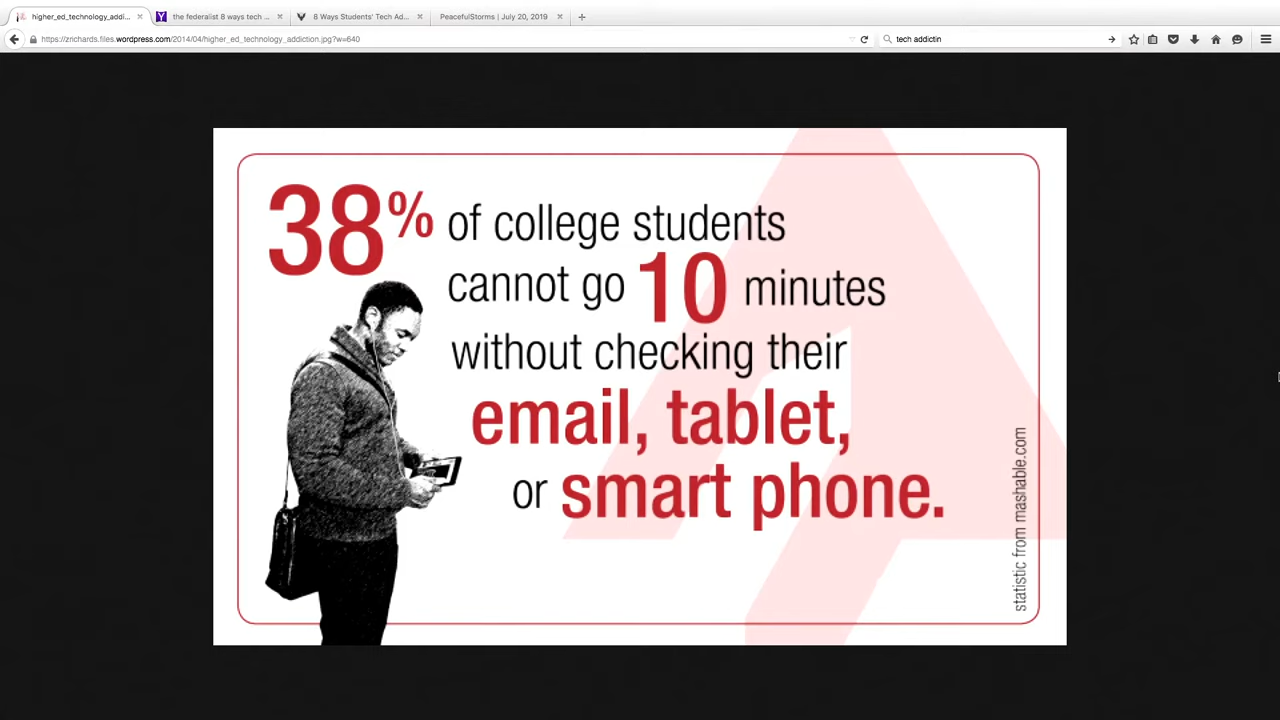 higher_ed_technology_addi...
the federalist 8 ways tech ...
8 Ways Students' Tech Ad...
PeacefulStorms | July 20, 2019
https://zrichards.files.wordpress.com/2014/04/higher_ed_technology_addiction.jpg?w=640
tech addictin
38% of college students
cannot go 10 minutes
without checking their
email, tablet,
or smart phone.
statistic from mashable.com